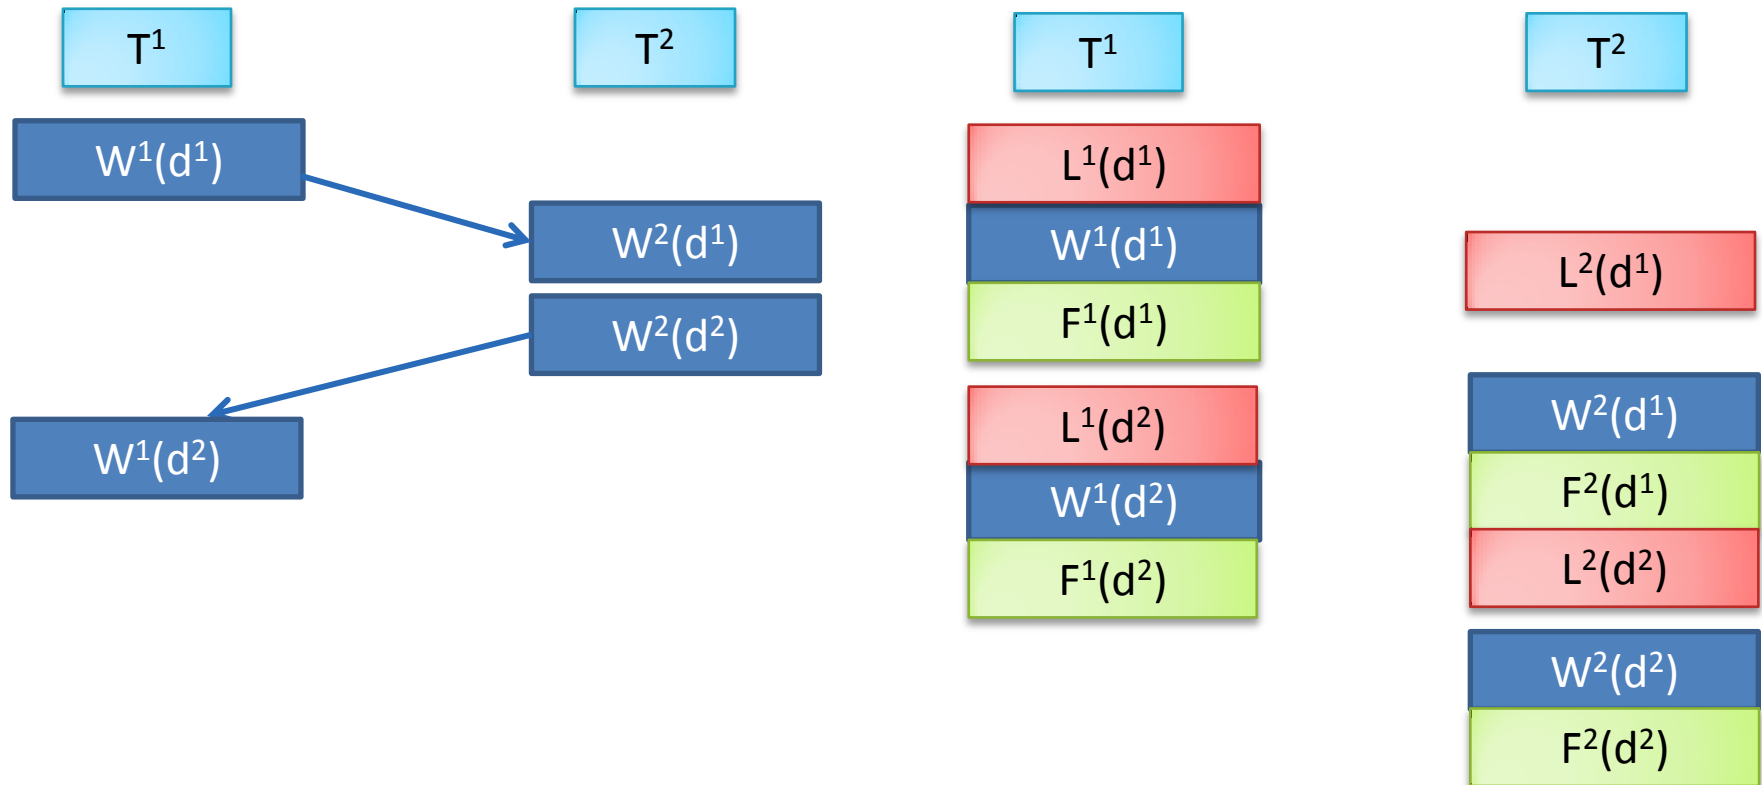 T¹
T²
W¹(d¹)
W²(d¹)
W²(d²)
W¹(d²)
T¹
T²
L¹(d¹)
W¹(d¹)
F¹(d¹)
L¹(d²)
W¹(d²)
F¹(d²)
L²(d¹)
W²(d¹)
F²(d¹)
L²(d²)
W²(d²)
F²(d²)